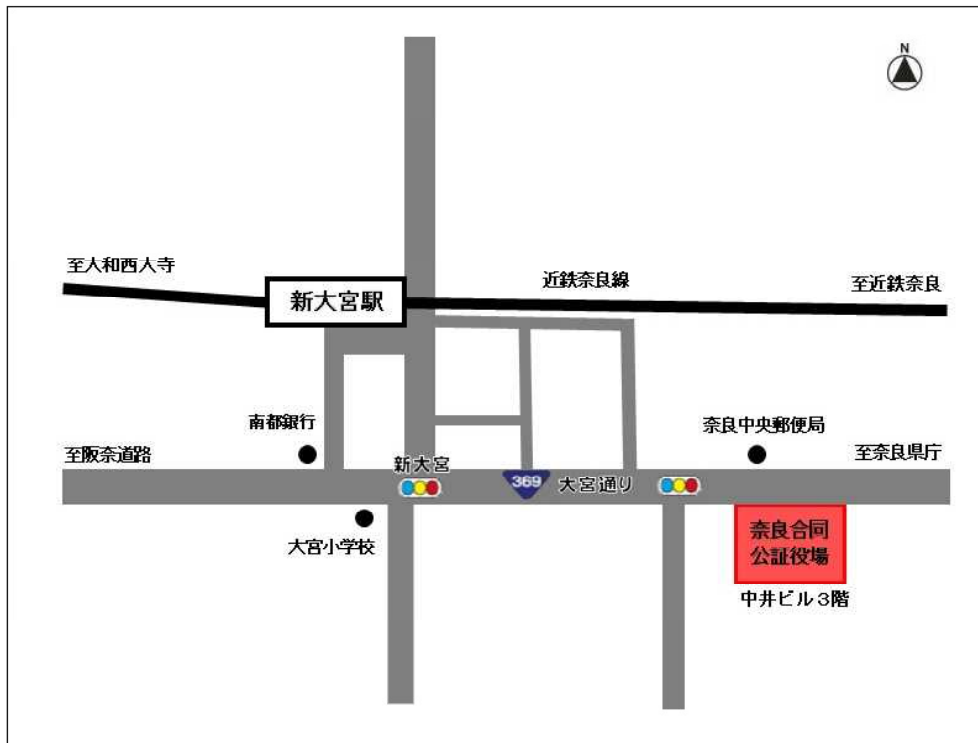 N
至大和西大寺
近鉄奈良線
至近鉄奈良
新大宮駅
南都銀行
奈良中央郵便局
至阪奈道路
新大宮
至奈良県庁
369
大宮通り
大宮小学校
奈良合同
公証役場
中井ビル3階